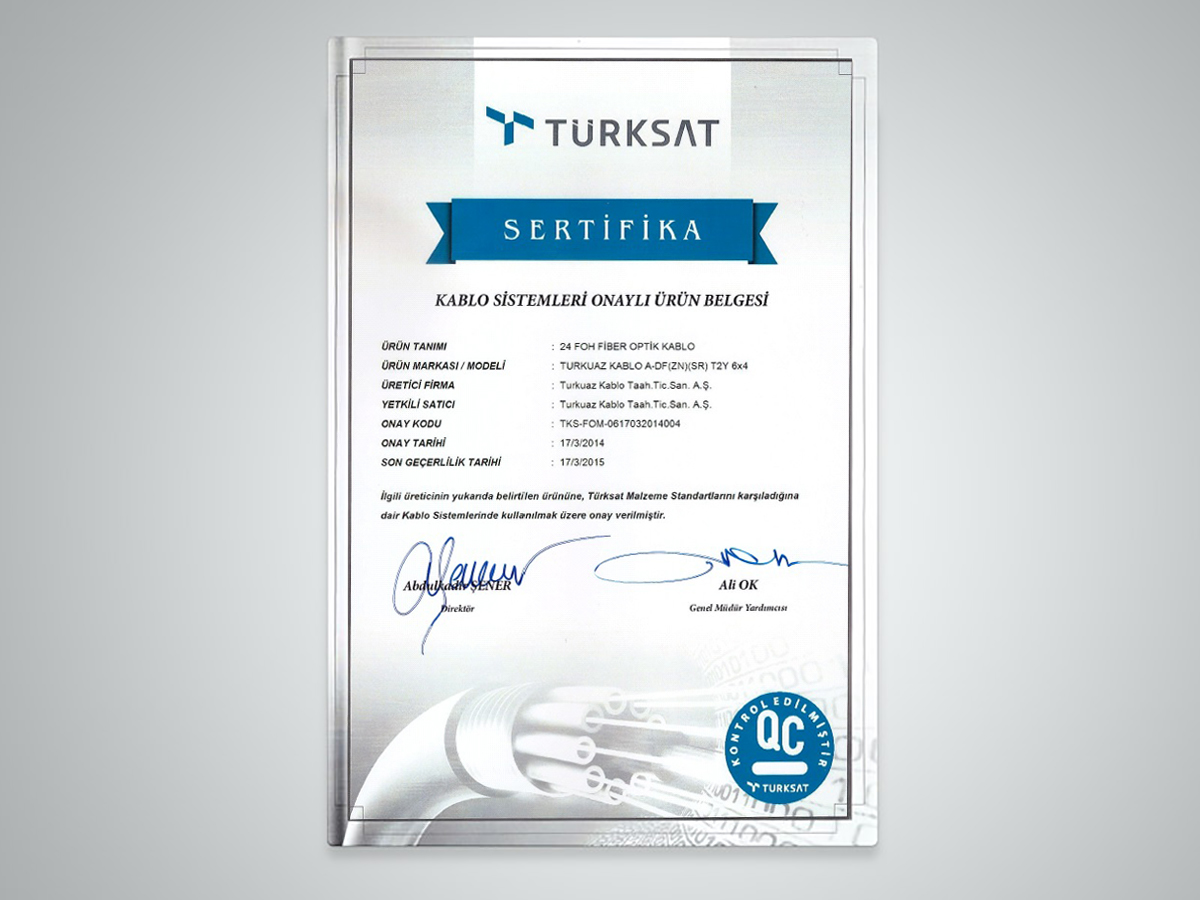 TÜRKSAT
SERTİFİKA
KABLO SİSTEMLERİ ONAYLI ÜRÜN BELGESİ
ÜRÜN TANIMI : 24 FOH FİBER OPTİK KABLO
ÜRÜN MARKASI / MODELİ : TURKUAZ KABLO A-DF(ZN)(SR) T2Y 6x4
ÜRETİCİ FİRMA : Turkuaz Kablo Taah.Tic.San. A.Ş.
YETKİLİ SATICI : Turkuaz Kablo Taah.Tic.San. A.Ş.
ONAY KODU : TKS-FOM-0617032014004
ONAY TARİHİ : 17/3/2014
SON GEÇERLİLİK TARİHİ : 17/3/2015
İlgili üreticinin yukarıda belirtilen ürününe, Türksat Malzeme Standartlarını karşıladığına
dair Kablo Sistemlerinde kullanılmak üzere onay verilmiştir.
Abdulkadir ŞENER
Direktör
Ali OK
Genel Müdür Yardımcısı
KONTROL EDİLMİŞTİR
QC
TÜRKSAT